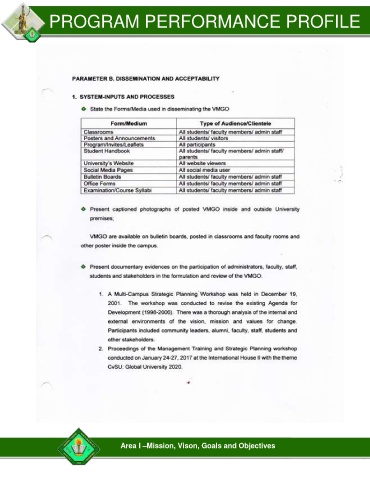 PROGRAM PERFORMANCE PROFILE
PARAMETER B. DISSEMINATION AND ACCEPTABILITY
1. SYSTEM-INPUTS AND PROCESSES
State the Forms/Media used in disseminating the VMGO
Form/Medium Type of Audience/Clientele
Classrooms All students/ faculty members/ admin staff
Posters and Announcements All students/ visitors
Program/Invites/Leaflets All participants
Student Handbook All students/ faculty members/ admin staff/
parents
University's Website All website viewers
Social Media Pages All social media user
Bulletin Boards All students/ faculty members/ admin staff
Office Forms All students/ faculty members/ admin staff
Examination/Course Syllabi All students/ faculty members/ admin staff
Present captioned photographs of posted VMGO inside and outside University
premises;
VMGO are available on bulletin boards, posted in classrooms and faculty rooms and
other poster inside the campus.
Present documentary evidences on the participation of administrators, faculty, staff,
students and stakeholders in the formulation and review of the VMGO.
1. A Multi-Campus Strategic Planning Workshop was held in December 19,
2001. The workshop was conducted to revise the existing Agenda for
Development (1996-2006). There was a thorough analysis of the internal and
external environments of the vision, mission and values for change.
Participants included community leaders, alumni, faculty, staff, students and
other stakeholders.
2. Proceedings of the Management Training and Strategic Planning workshop
conducted on January 24-27, 2017 at the International House II with the theme
CvSU: Global University 2020.
Area I –Mission, Vison, Goals and Objectives